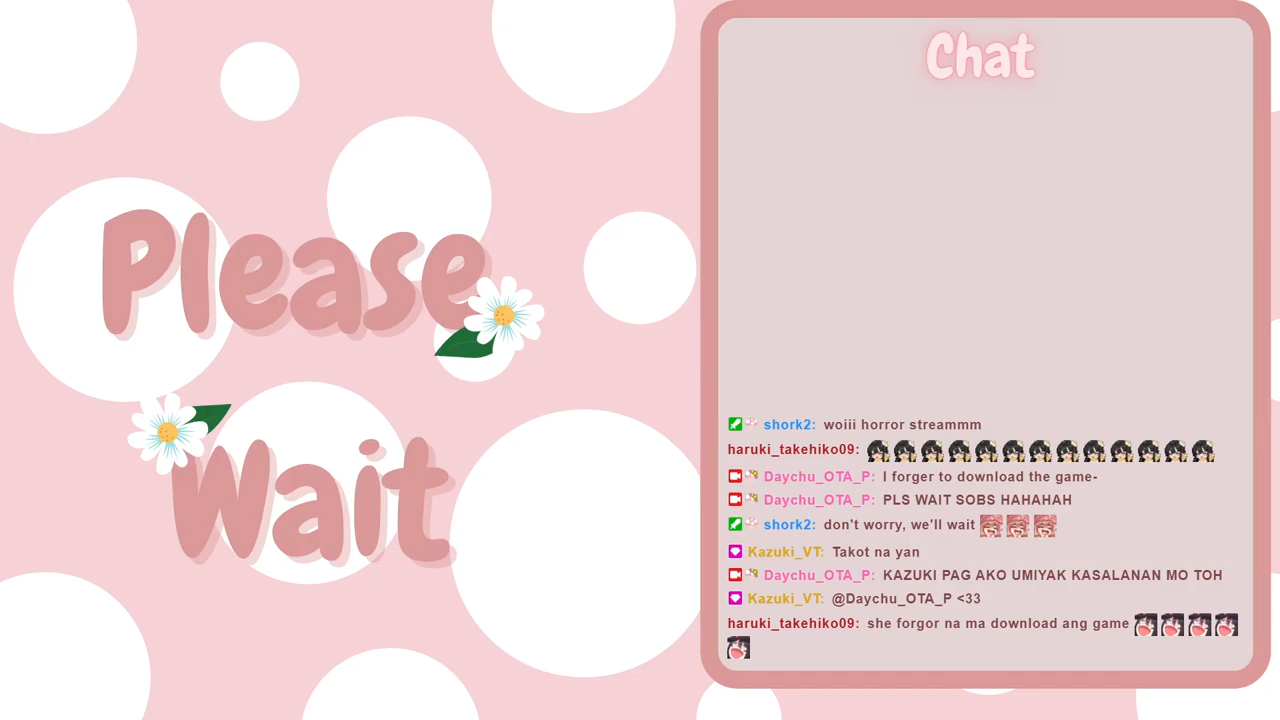 Please
Wait
Chat
shork2: woiii horror streammm
haruki_takehiko09:
Daychu_OTA_P: I forger to download the game-
Daychu_OTA_P: PLS WAIT SOBS HAHAHAH
shork2: don't worry, we'll wait
Kazuki_VT: Takot na yan
Daychu_OTA_P: KAZUKI PAG AKO UMIYAK KASALANAN MO TOH
Kazuki_VT: @Daychu_OTA_P <33
haruki_takehiko09: she forgor na ma download ang game